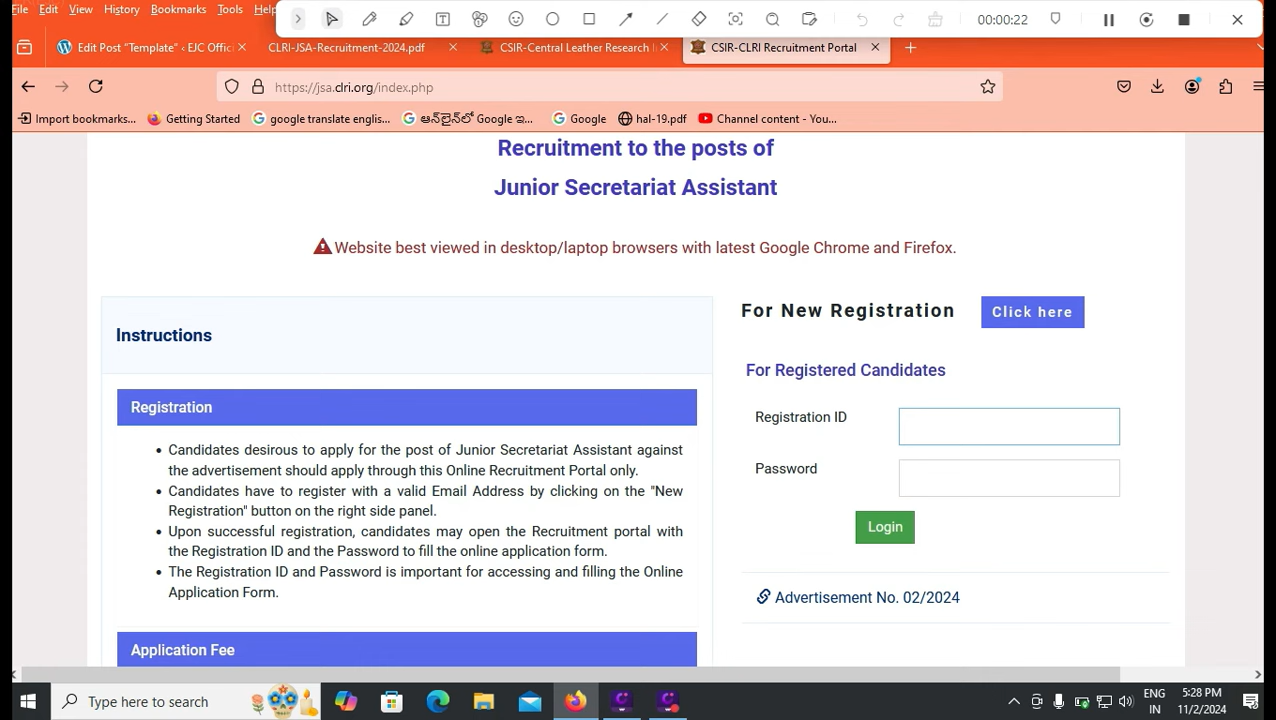 File Edit View History Bookmarks Tools Help
00:00:22
Edit Post “Template” ‹ EJC Offici
CLRI-JSA-Recruitment-2024.pdf
CSIR-Central Leather Research I
CSIR-CLRI Recruitment Portal
https://jsa.clri.org/index.php
Import bookmarks...
Getting Started
google translate englis...
ఆన్‌లైన్‌లో Google ఇ...
Google
hal-19.pdf
Channel content - You...
Recruitment to the posts of
Junior Secretariat Assistant
Website best viewed in desktop/laptop browsers with latest Google Chrome and Firefox.
Instructions
Registration
• Candidates desirous to apply for the post of Junior Secretariat Assistant against
the advertisement should apply through this Online Recruitment Portal only.
• Candidates have to register with a valid Email Address by clicking on the "New
Registration" button on the right side panel.
• Upon successful registration, candidates may open the Recruitment portal with
the Registration ID and the Password to fill the online application form.
• The Registration ID and Password is important for accessing and filling the Online
Application Form.
Application Fee
For New Registration Click here
For Registered Candidates
Registration ID
Password
Login
Advertisement No. 02/2024
Type here to search
ENG
IN
5:28 PM
11/2/2024